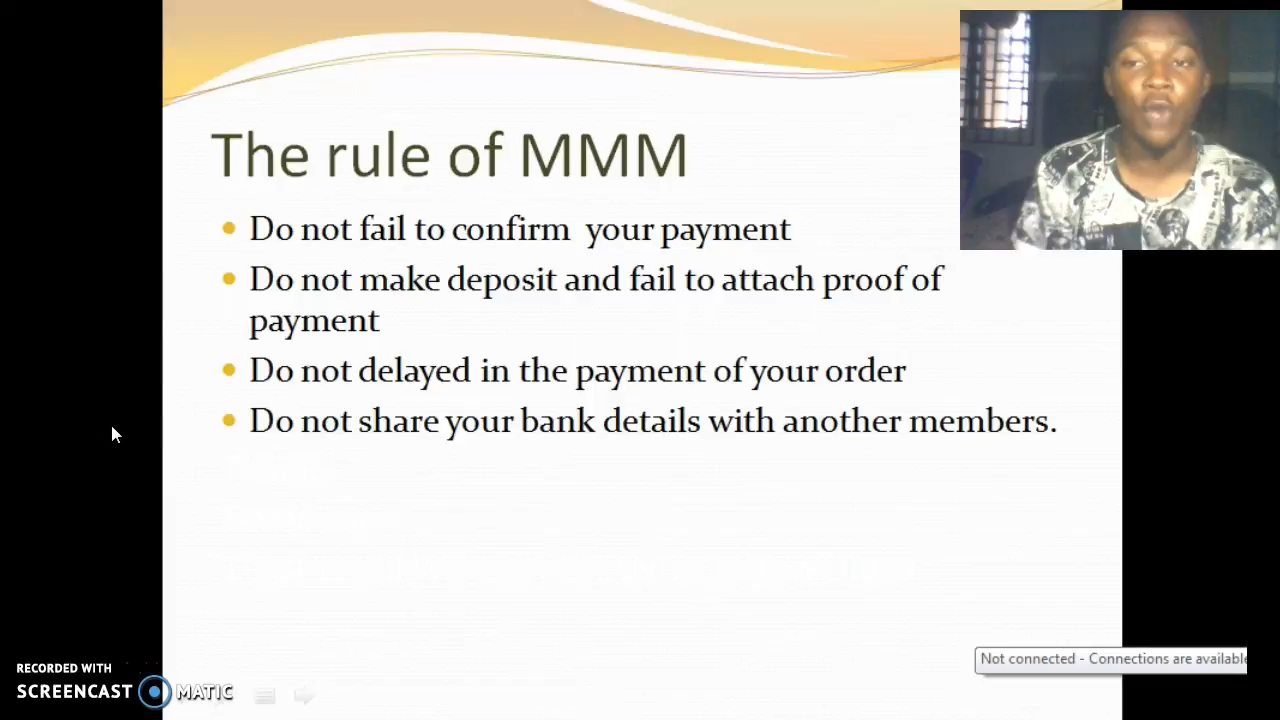 The rule of MMM
Do not fail to confirm your payment
Do not make deposit and fail to attach proof of
payment
Do not delayed in the payment of your order
Do not share your bank details with another members.
Not connected - Connections are available
RECORDED WITH
SCREENCAST MATIC